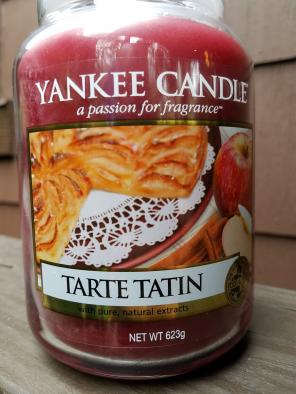 YANKEE CANDLE
a passion for fragrance™
TARTE TATIN
with pure, natural extracts
NET WT 623g